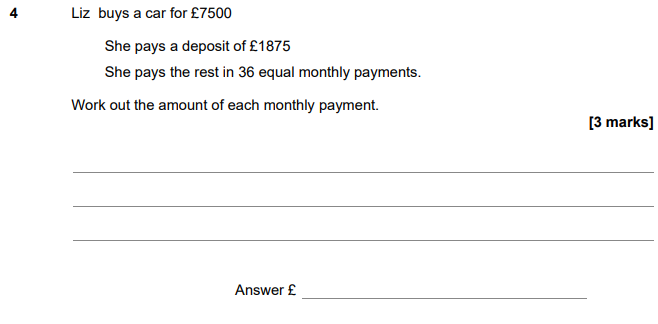 4 Liz buys a car for £7500
She pays a deposit of £1875
She pays the rest in 36 equal monthly payments.
Work out the amount of each monthly payment.
[3 marks]
Answer £